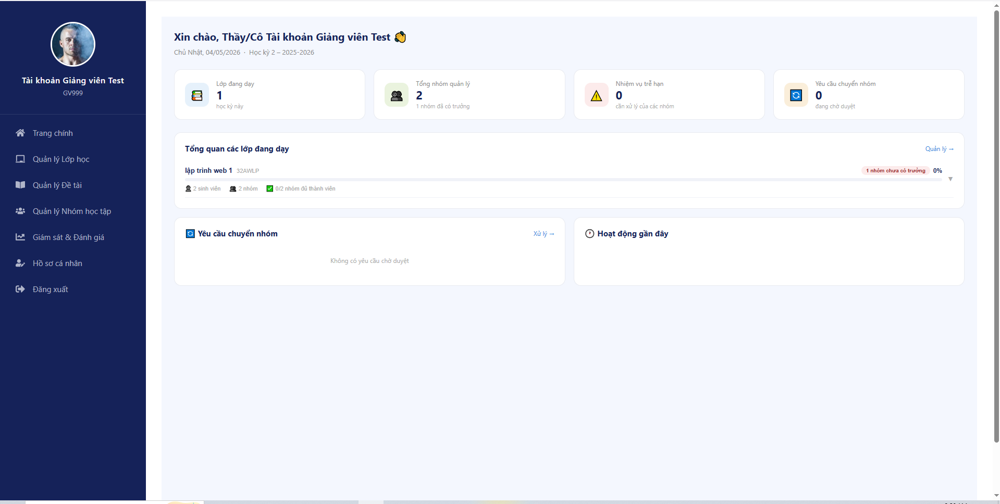 Tài khoản Giảng viên Test
GV999
Trang chính
Quản lý Lớp học
Quản lý Đề tài
Quản lý Nhóm học tập
Giám sát & Đánh giá
Hồ sơ cá nhân
Đăng xuất
Xin chào, Thầy/Cô Tài khoản Giảng viên Test 👋
Chủ Nhật, 04/05/2026 · Học kỳ 2 – 2025-2026
Lớp đang dạy
1
học kỳ này
Tổng nhóm quản lý
2
1 nhóm đã có trưởng
Nhiệm vụ trễ hạn
0
cần xử lý của các nhóm
Yêu cầu chuyển nhóm
0
đang chờ duyệt
Tổng quan các lớp đang dạy
Quản lý →
lập trình web 1 32AWLP
1 nhóm chưa có trưởng 0%
2 sinh viên 2 nhóm 0/2 nhóm đủ thành viên
Yêu cầu chuyển nhóm
Xử lý →
Không có yêu cầu chờ duyệt
Hoạt động gần đây